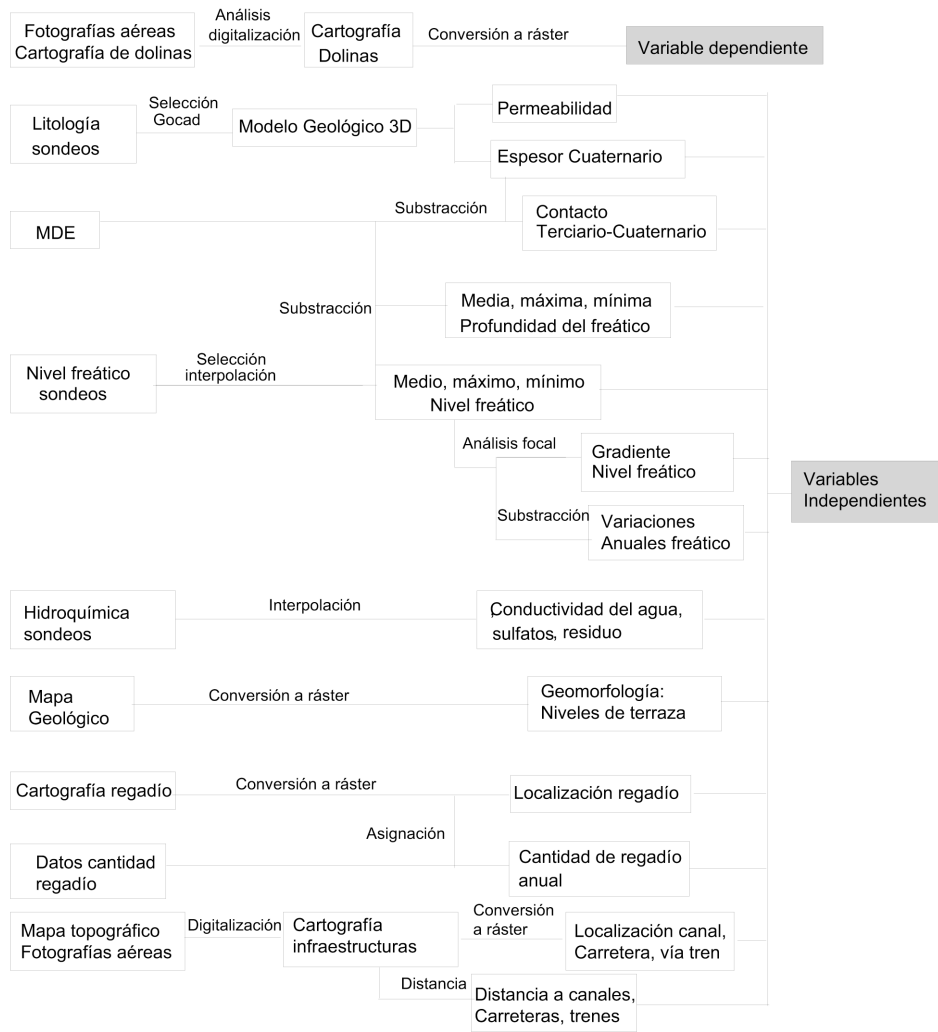 Fotografías aéreas
Cartografía de dolinas
Análisis
digitalización
Cartografía
Dolinas
Conversión a ráster
Variable dependiente
Litología
sondeos
Selección
Gocad
Modelo Geológico 3D
Permeabilidad
Espesor Cuaternario
MDE
Substracción
Contacto
Terciario-Cuaternario
Substracción
Media, máxima, mínima
Profundidad del freático
Nivel freático
sondeos
Selección
interpolación
Medio, máximo, mínimo
Nivel freático
Análisis focal
Gradiente
Nivel freático
Substracción
Variaciones
Anuales freático
Variables
Independientes
Hidroquímica
sondeos
Interpolación
Conductividad del agua,
sulfatos, residuo
Mapa
Geológico
Conversión a ráster
Geomorfología:
Niveles de terraza
Cartografía regadío
Conversión a ráster
Localización regadío
Asignación
Datos cantidad
regadío
Cantidad de regadío
anual
Mapa topográfico
Fotografías aéreas
Digitalización
Cartografía
infraestructuras
Conversión
a ráster
Localización canal,
Carretera, vía tren
Distancia
Distancia a canales,
Carreteras, trenes